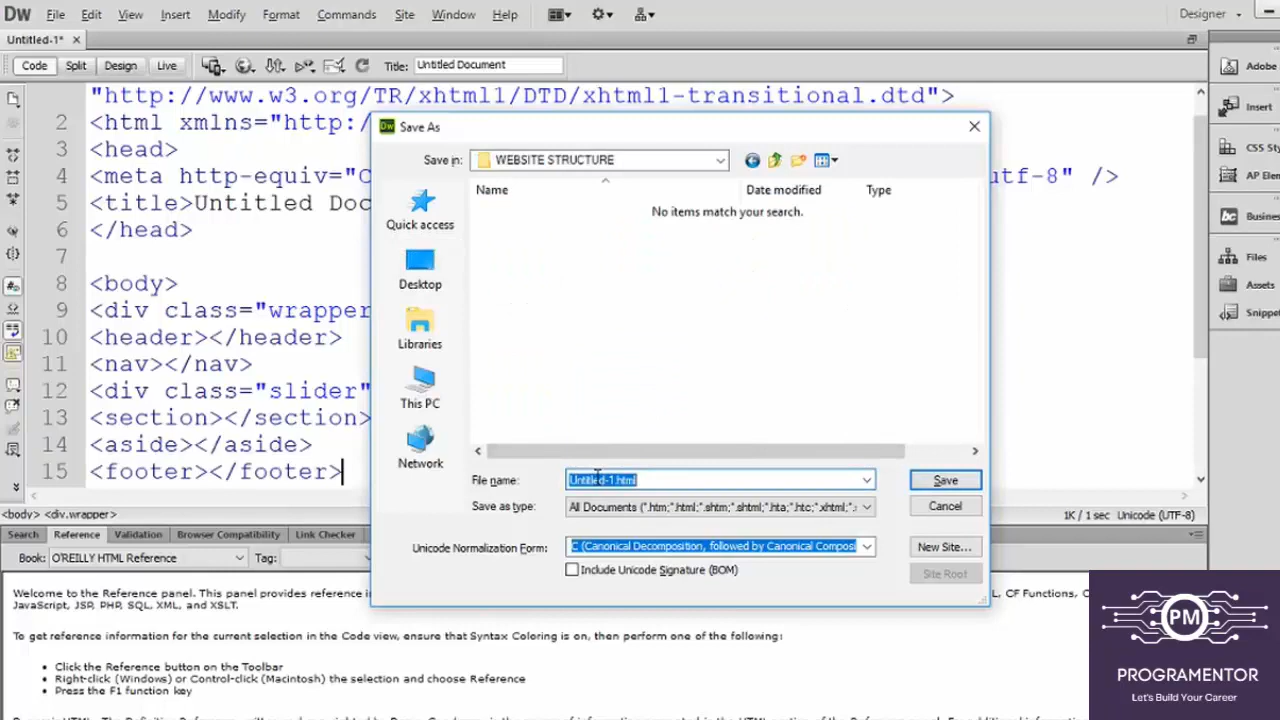 Dw File Edit View Insert Modify Format Commands Site Window Help Designer
Untitled-1* ×
Code Split Design Live Title: Untitled Document
"http://www.w3.org/TR/xhtml1/DTD/xhtml1-transitional.dtd">
2 <html xmlns="http:/
3 <head>
4 <meta http-equiv="C utf-8" />
5 <title>Untitled Doc
6 </head>
7
8 <body>
9 <div class="wrapper
10 <header></header>
11 <nav></nav>
12 <div class="slider"
13 <section></section>
14 <aside></aside>
15 <footer></footer>
Dw Save As
Save in: WEBSITE STRUCTURE
Name Date modified Type
No items match your search.
Quick access
Desktop
Libraries
This PC
Network
File name: Untitled-1.html Save
Save as type: All Documents (*.htm;*.html;*.shtm;*.shtml;*.hta;*.htc;*.xhtml;*. Cancel
Unicode Normalization Form: C (Canonical Decomposition, followed by Canonical Composi New Site...
Include Unicode Signature (BOM) Site Root
Adobe
Insert
CSS Sty
AP Elem
Busines
Files
Assets
Snippet
<body> <div.wrapper> 1K / 1 sec Unicode (UTF-8)
Search Reference Validation Browser Compatibility Link Checker
Book: O'REILLY HTML Reference Tag:
Welcome to the Reference panel. This panel provides reference i L, CF Functions,
JavaScript, JSP, PHP, SQL, XML, and XSLT.
To get reference information for the current selection in the Code view, ensure that Syntax Coloring is on, then perform one of the following:
• Click the Reference button on the Toolbar
• Right-click (Windows) or Control-click (Macintosh) the selection and choose Reference
• Press the F1 function key
PM
PROGRAMENTOR
Let's Build Your Career